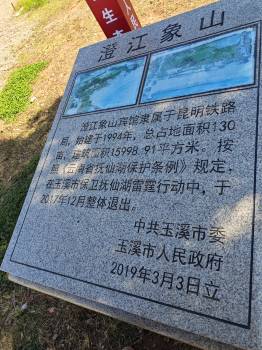 生
澄江象山
澄江象山宾馆隶属于昆明铁路
局，始建于1994年，总占地面积130
亩，建筑面积15998.91平方米。按
照《云南省抚仙湖保护条例》规定，
在玉溪市保卫抚仙湖雷霆行动中，于
2017年12月整体退出。
中共玉溪市委
玉溪市人民政府
2019年3月3日立